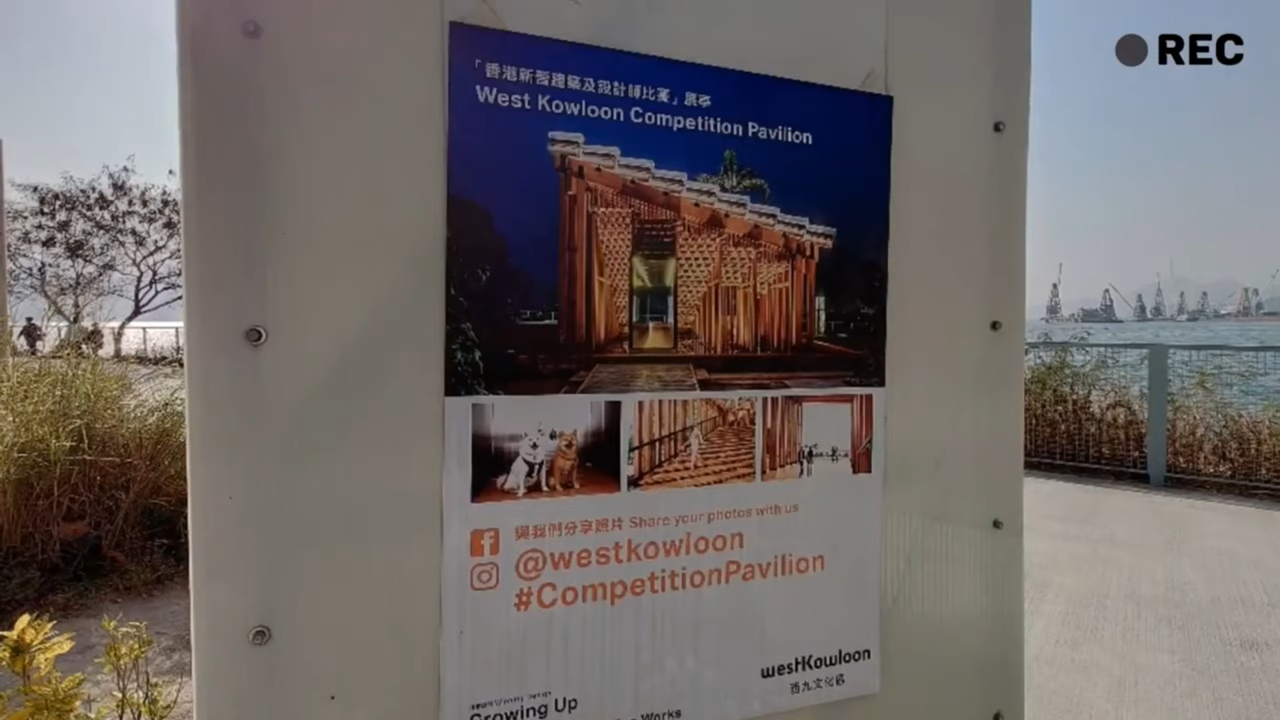 REC
「香港新晉建築及設計師比賽」展亭
West Kowloon Competition Pavilion
與我們分享照片 Share your photos with us
@westkowloon
#CompetitionPavilion
westKowloon
西九文化區
Growing Up
Works